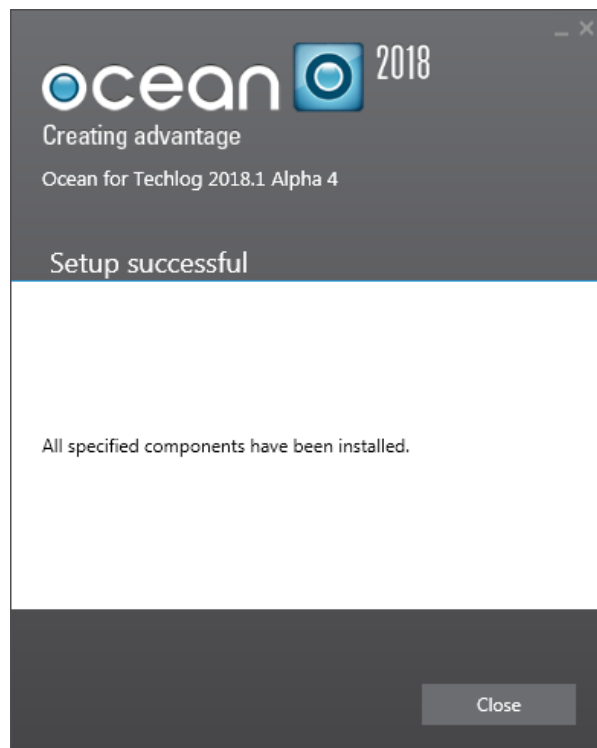 ocean 2018
Creating advantage
Ocean for Techlog 2018.1 Alpha 4
Setup successful
All specified components have been installed.
Close